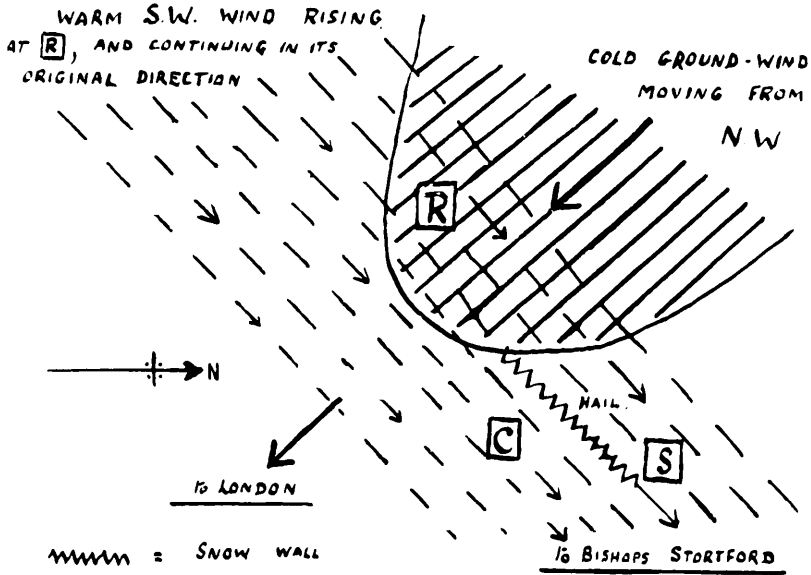 WARM S.W. WIND RISING
AT R, AND CONTINUING IN ITS
ORIGINAL DIRECTION
COLD GROUND-WIND
MOVING FROM
NW
R
N
HAIL.
C
S
to LONDON
= SNOW WALL
to BISHOPS STORTFORD